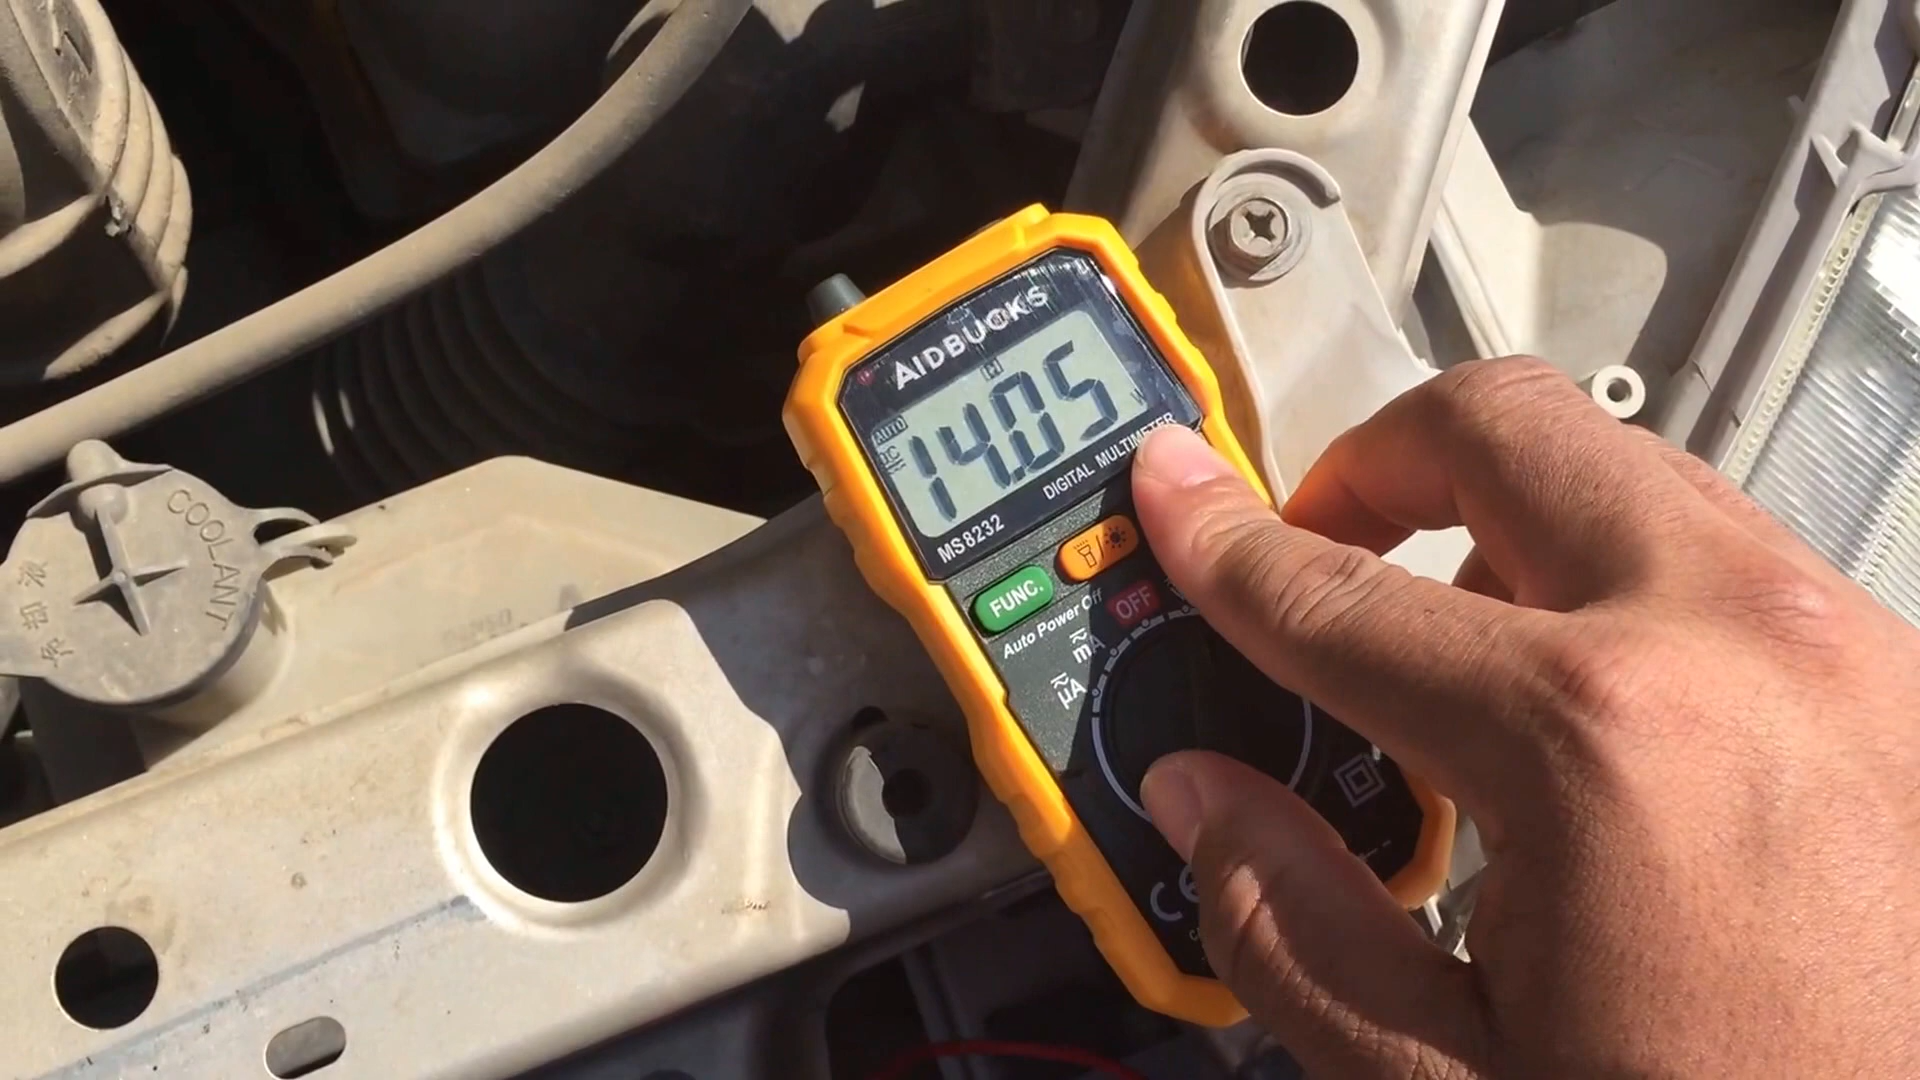 AIDBUCKS
H
AUTO
DC
14.05
V
DIGITAL MULTIMETER
MS8232
FUNC.
OFF
Auto Power Off
mA
µA
COOLANT
冷却液